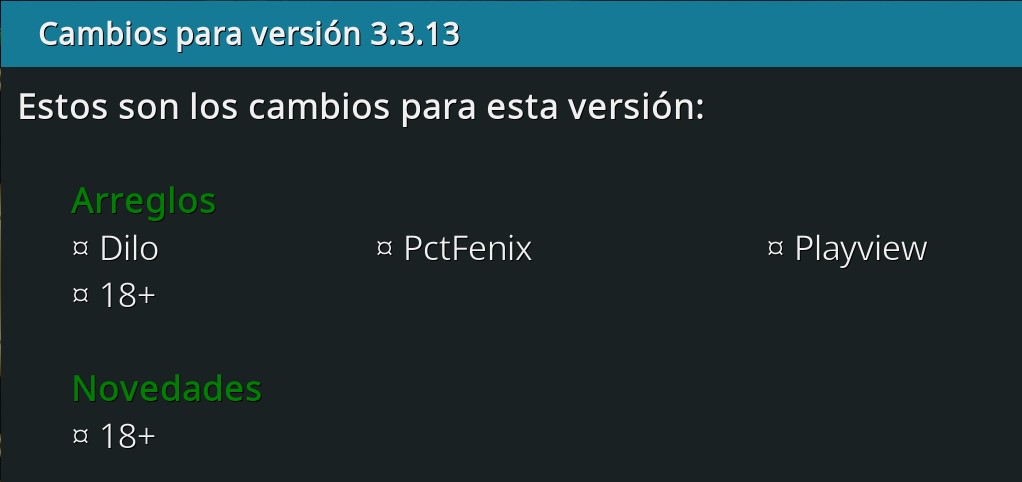 Cambios para versión 3.3.13
Estos son los cambios para esta versión:
Arreglos
¤ Dilo ¤ PctFenix ¤ Playview
¤ 18+
Novedades
¤ 18+